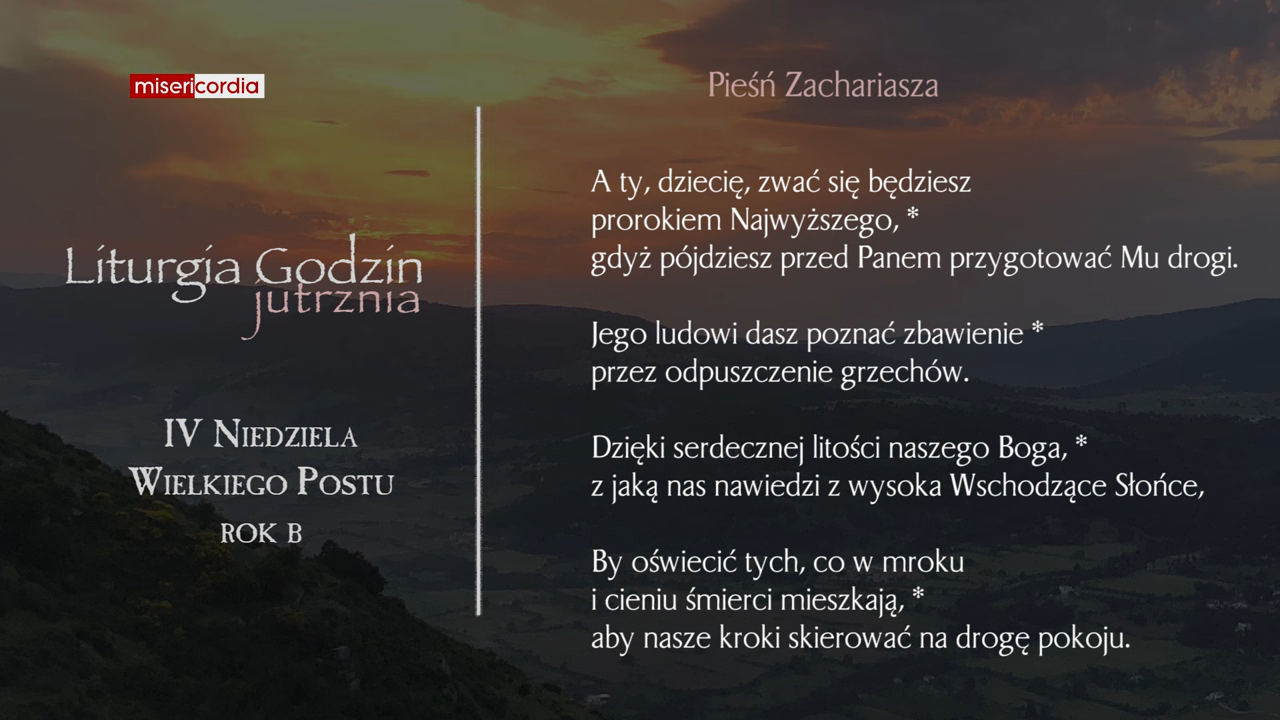 misericordia
Liturgia Godzin
jutrznia
IV Niedziela
Wielkiego Postu
rok B
Pieśń Zachariasza
A ty, dziecię, zwać się będziesz
prorokiem Najwyższego, *
gdyż pójdziesz przed Panem przygotować Mu drogi.
Jego ludowi dasz poznać zbawienie *
przez odpuszczenie grzechów.
Dzięki serdecznej litości naszego Boga, *
z jaką nas nawiedzi z wysoka Wschodzące Słońce,
By oświecić tych, co w mroku
i cieniu śmierci mieszkają, *
aby nasze kroki skierować na drogę pokoju.